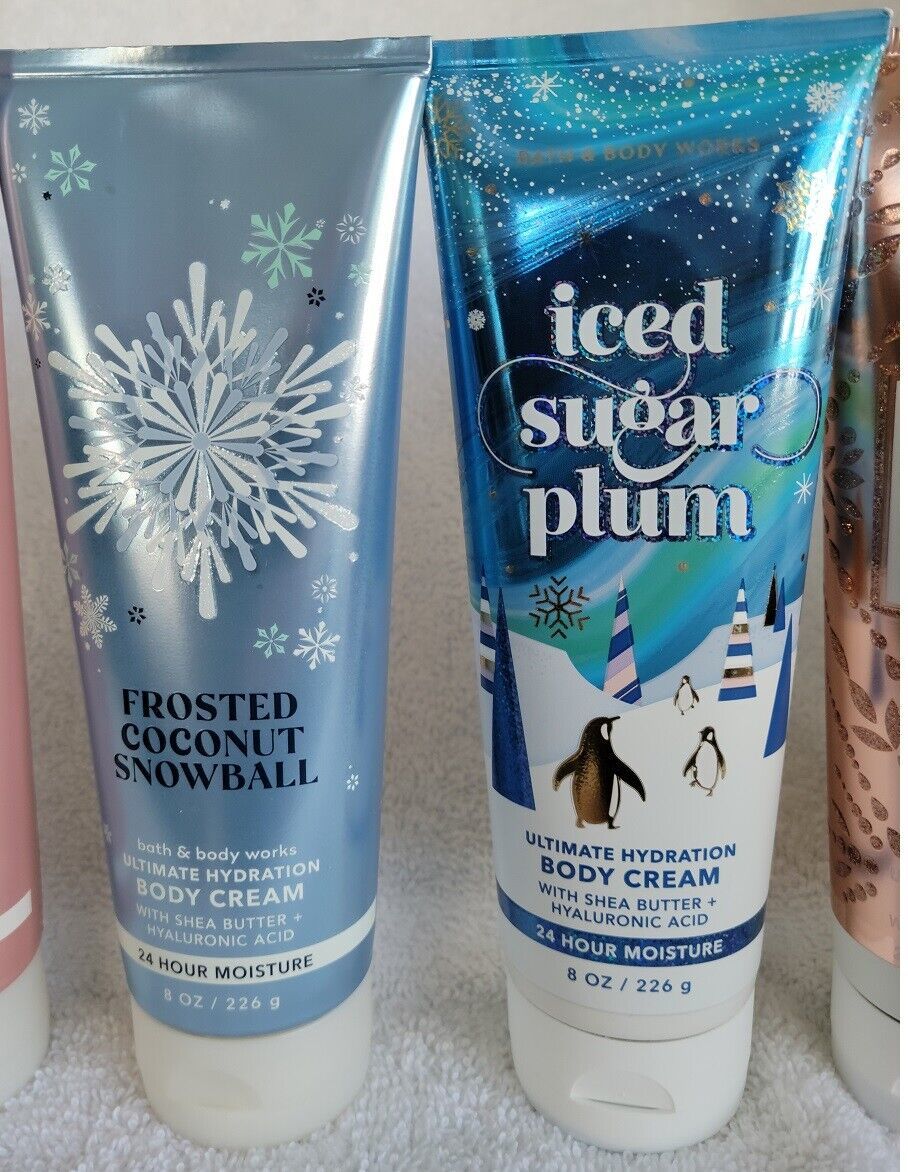 FROSTED
COCONUT
SNOWBALL
bath & body works
ULTIMATE HYDRATION
BODY CREAM
WITH SHEA BUTTER +
HYALURONIC ACID
24 HOUR MOISTURE
8 OZ / 226 g
BATH & BODY WORKS
iced
sugar
plum
ULTIMATE HYDRATION
BODY CREAM
WITH SHEA BUTTER +
HYALURONIC ACID
24 HOUR MOISTURE
8 OZ / 226 g